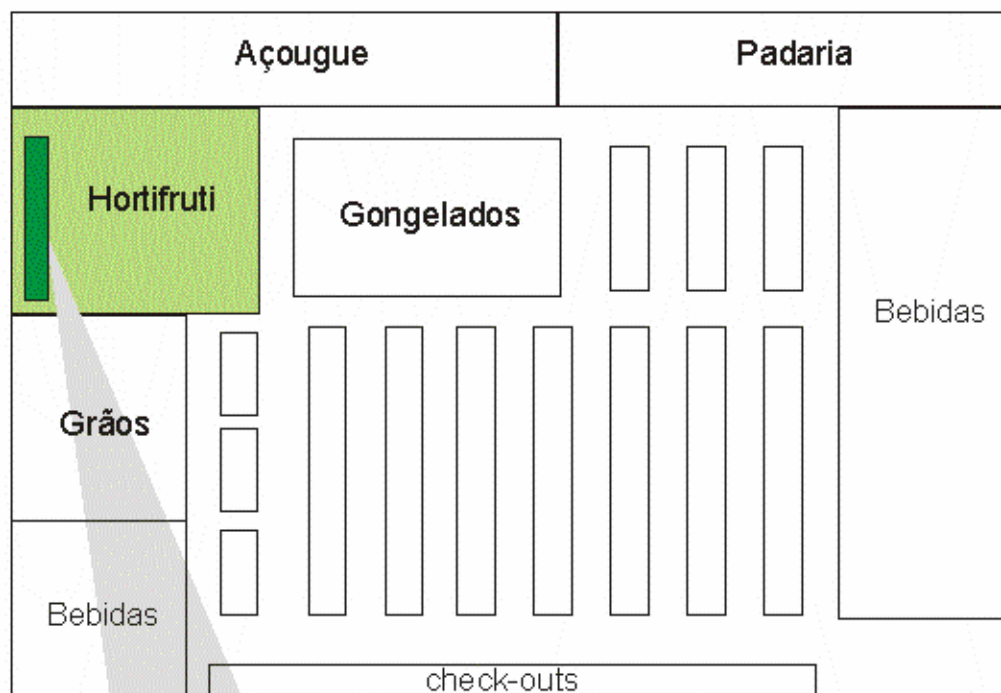 Açougue
Padaria
Hortifruti
Gongelados
Bebidas
Grãos
Bebidas
check-outs